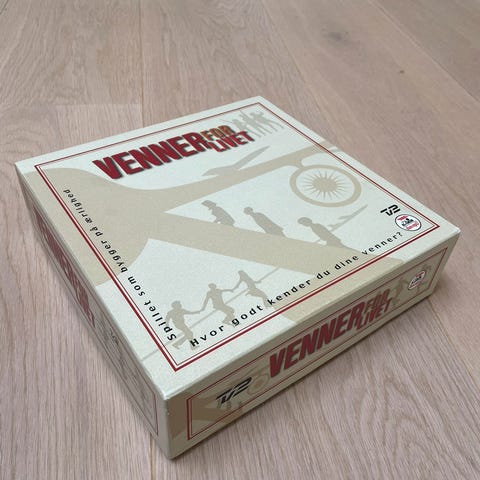 VENNER FOR LIVET
Spillet som bygger på ærlighed
Hvor godt kender du dine venner?
TV2
TV2
VENNER FOR LIVET